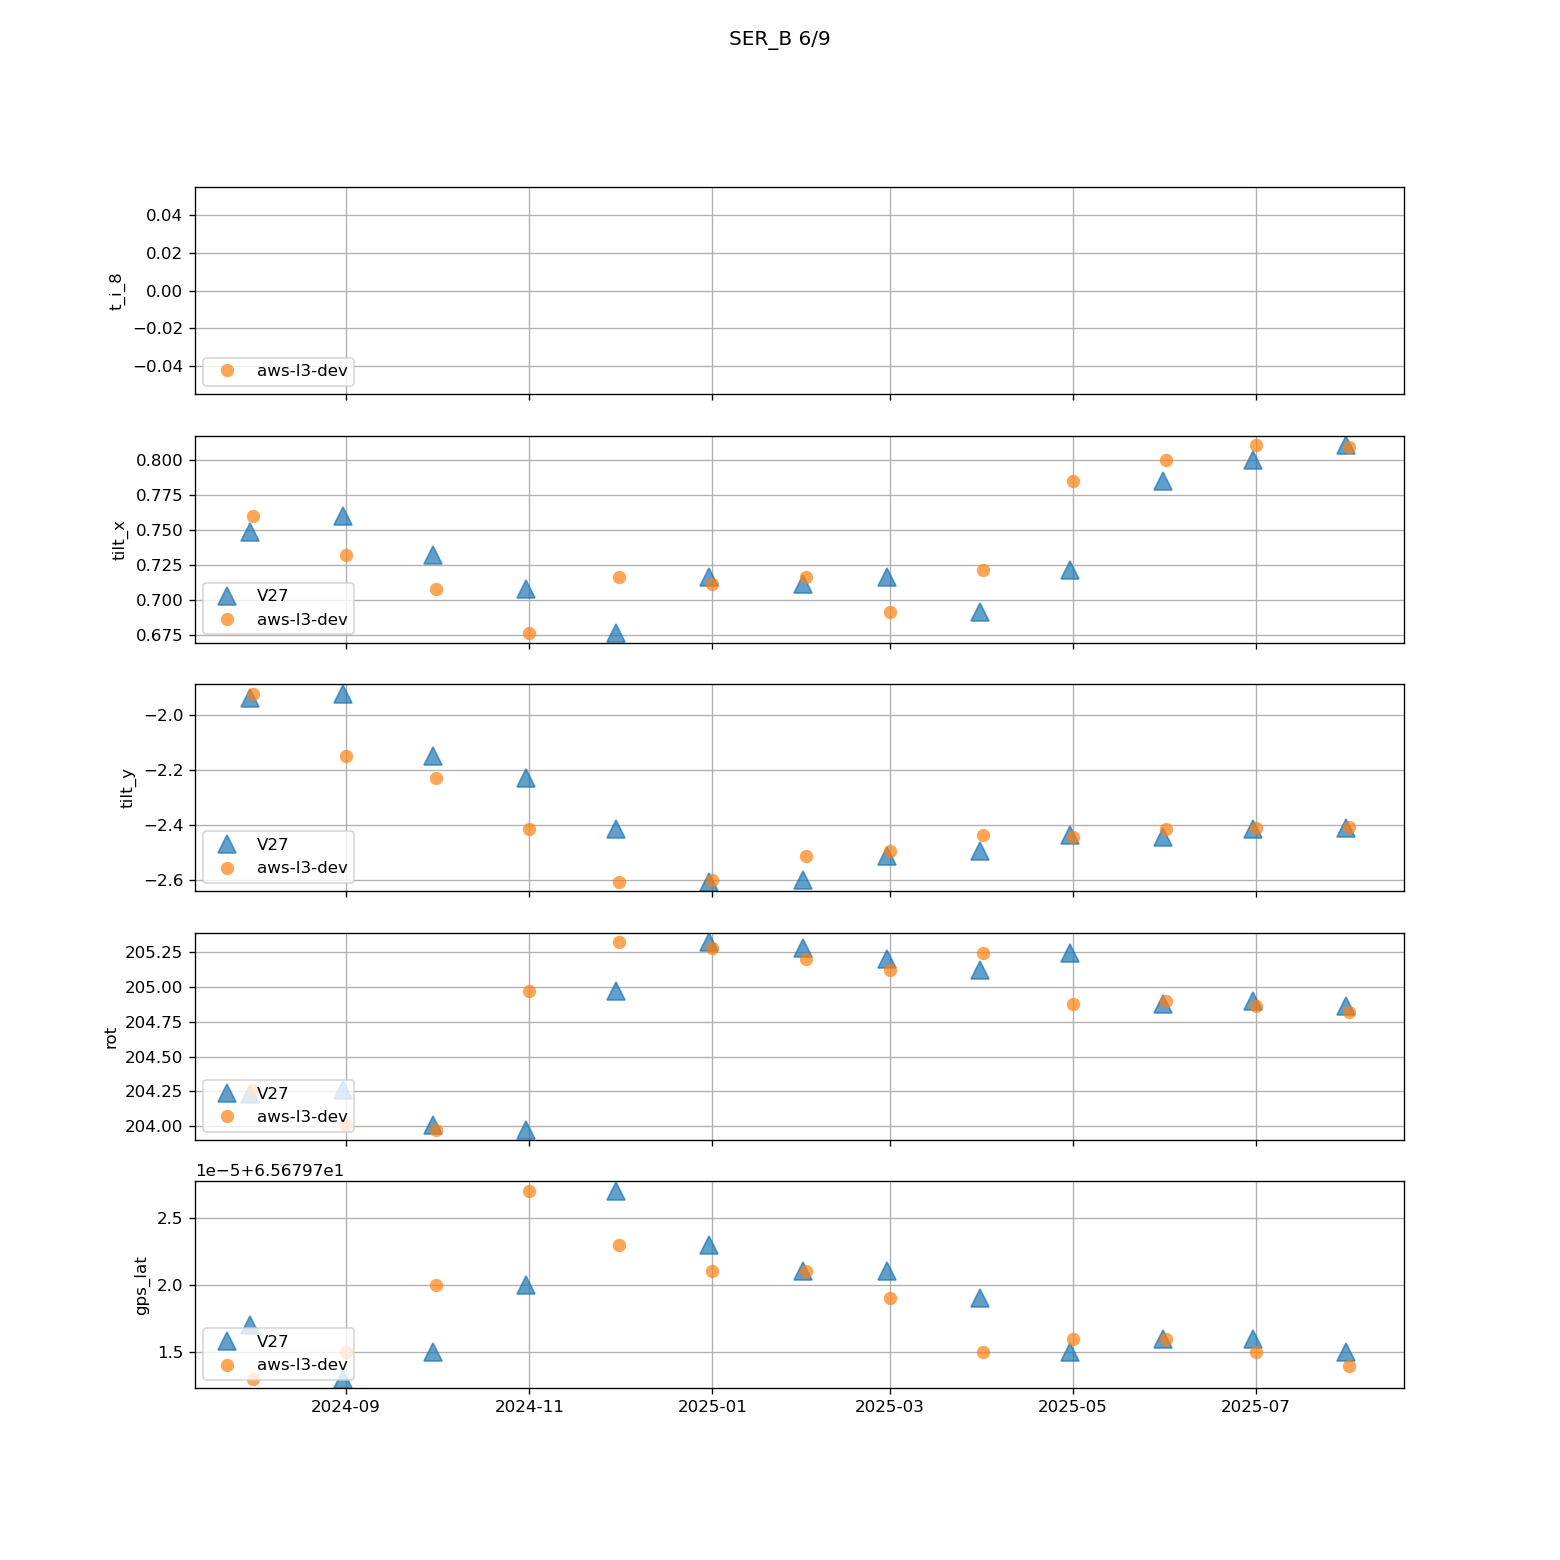 SER_B 6/9
0.04
0.02
0.00
−0.02
−0.04
t_i_8
aws-l3-dev
0.800
0.775
0.750
0.725
0.700
0.675
tilt_x
V27
aws-l3-dev
−2.0
−2.2
−2.4
−2.6
tilt_y
V27
aws-l3-dev
205.25
205.00
204.75
204.50
204.25
204.00
rot
V27
aws-l3-dev
1e−5+6.56797e1
2.5
2.0
1.5
gps_lat
V27
aws-l3-dev
2024-09 2024-11 2025-01 2025-03 2025-05 2025-07